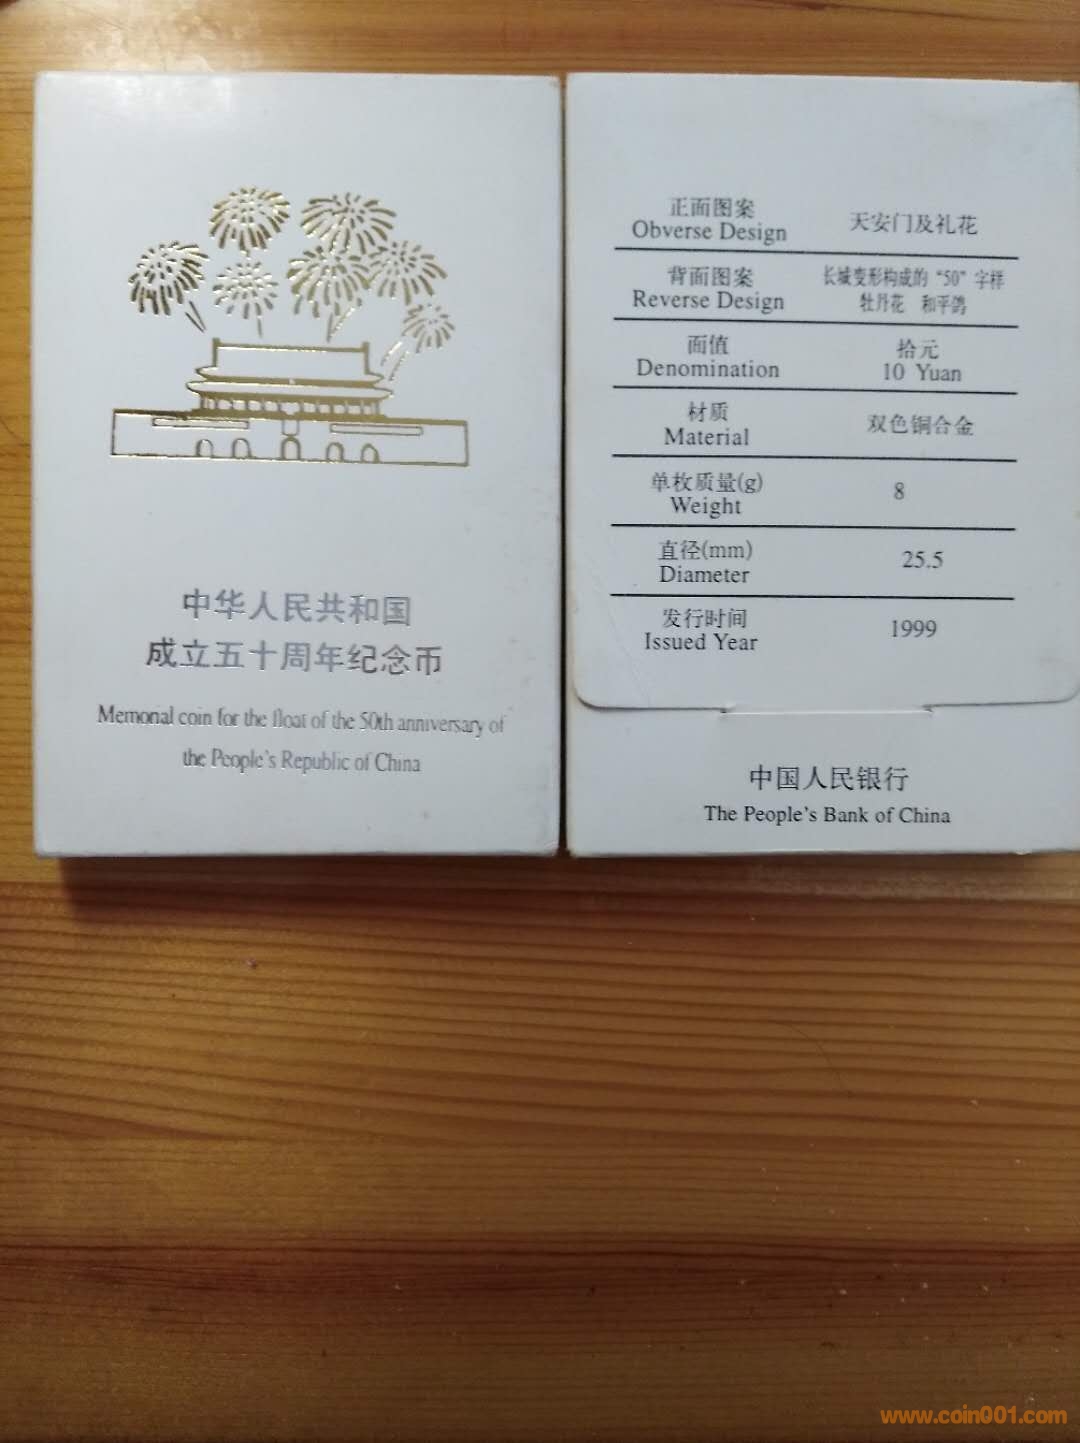 中华人民共和国
成立五十周年纪念币
Memorial coin for the float of the 50th anniversary of
the People's Republic of China
正面图案
Obverse Design
天安门及礼花
背面图案
Reverse Design
长城变形构成的“50”字样
牡丹花 和平鸽
面值
Denomination
拾元
10 Yuan
材质
Material
双色铜合金
单枚质量(g)
Weight
8
直径(mm)
Diameter
25.5
发行时间
Issued Year
1999
中国人民银行
The People's Bank of China
www.coin001.com